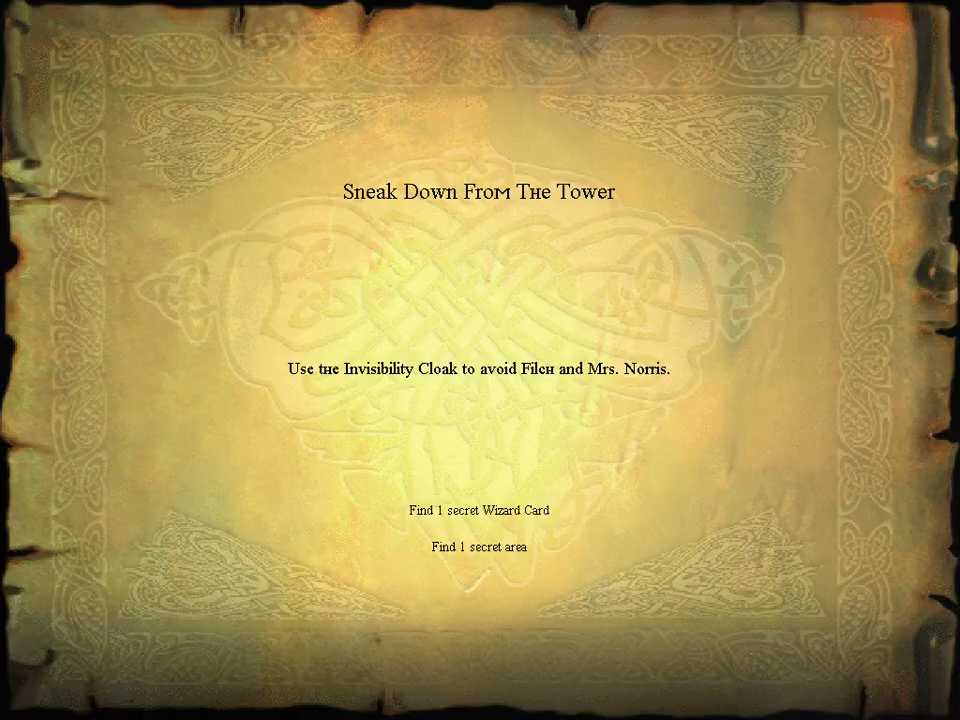 Sneak Down From The Tower
Use the Invisibility Cloak to avoid Filch and Mrs. Norris.
Find 1 secret Wizard Card
Find 1 secret area